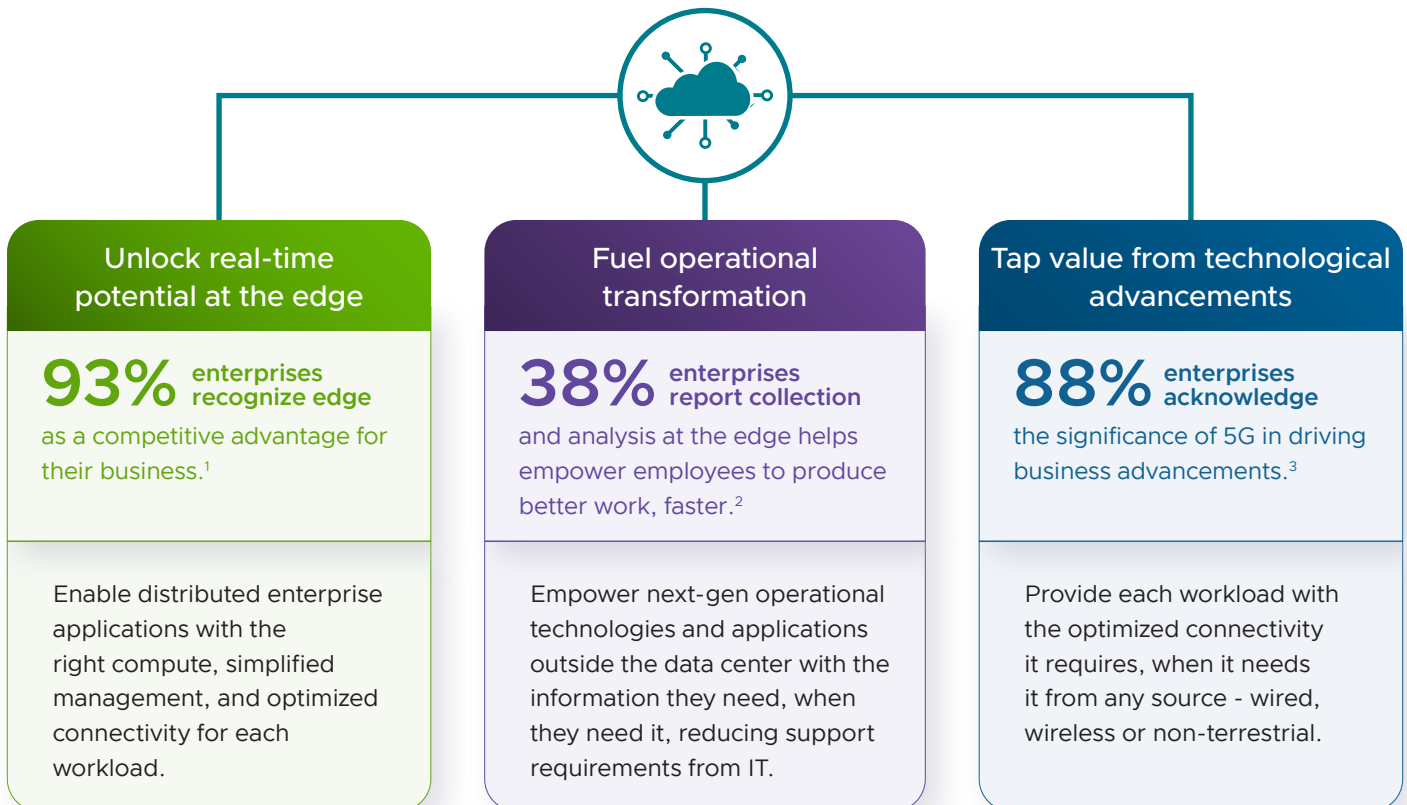 Unlock real-time
potential at the edge
93% enterprises
recognize edge
as a competitive advantage for
their business.¹
Enable distributed enterprise
applications with the
right compute, simplified
management, and optimized
connectivity for each
workload.
Fuel operational
transformation
38% enterprises
report collection
and analysis at the edge helps
empower employees to produce
better work, faster.²
Empower next-gen operational
technologies and applications
outside the data center with the
information they need, when
they need it, reducing support
requirements from IT.
Tap value from technological
advancements
88% enterprises
acknowledge
the significance of 5G in driving
business advancements.³
Provide each workload with
the optimized connectivity
it requires, when it needs
it from any source - wired,
wireless or non-terrestrial.